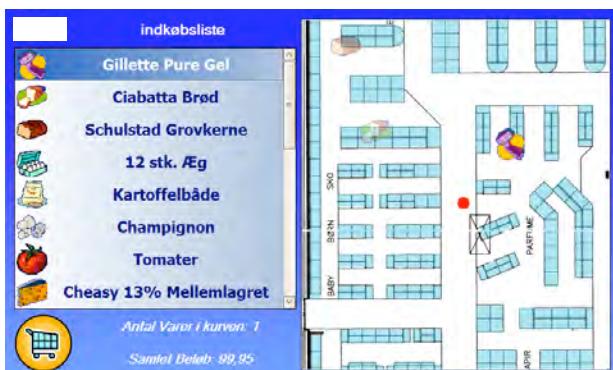 indkøbsliste
Gillette Pure Gel
Ciabatta Brød
Schulstad Grovkerne
12 stk. Æg
Kartoffelbåde
Champignon
Tomater
Cheasy 13% Mellemlagret
Antal Varer i kurven: 1
Samlet Beløb: 99,95
SKO
BØRN
BABY
PARFUME
APIR